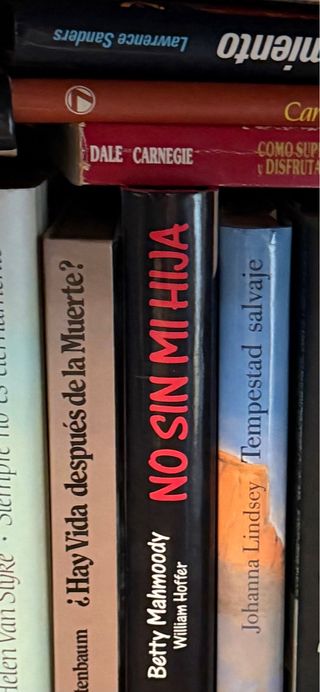 Lawrence Sanders
miento
Car
DALE CARNEGIE
COMO SUPE
Y DISFRUTA
Helen Van Slyke · Siempre no es eternamente
tenbaum
¿Hay Vida después de la Muerte?
Betty Mahmoody
William Hoffer
NO SIN MI HIJA
Johanna Lindsey
Tempestad salvaje